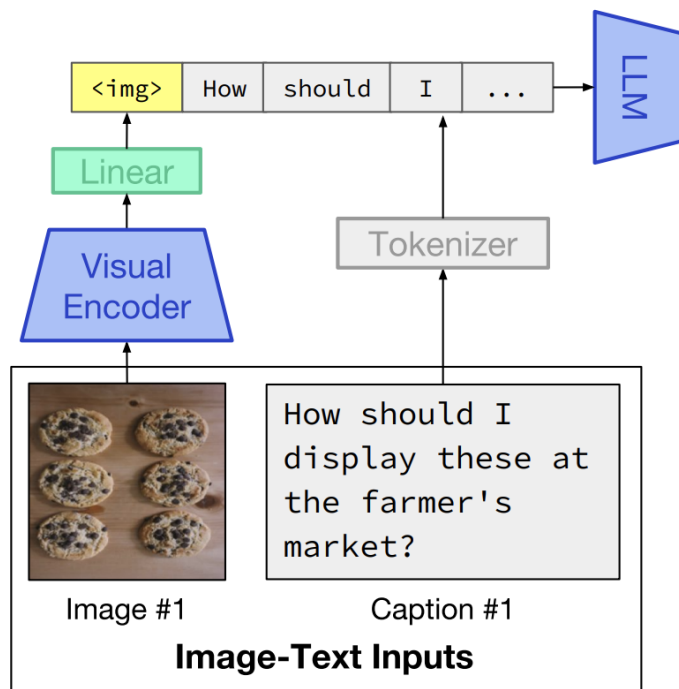 <img> How should I ...
LLM
Linear
Tokenizer
Visual
Encoder
How should I
display these at
the farmer's
market?
Image #1
Caption #1
Image-Text Inputs